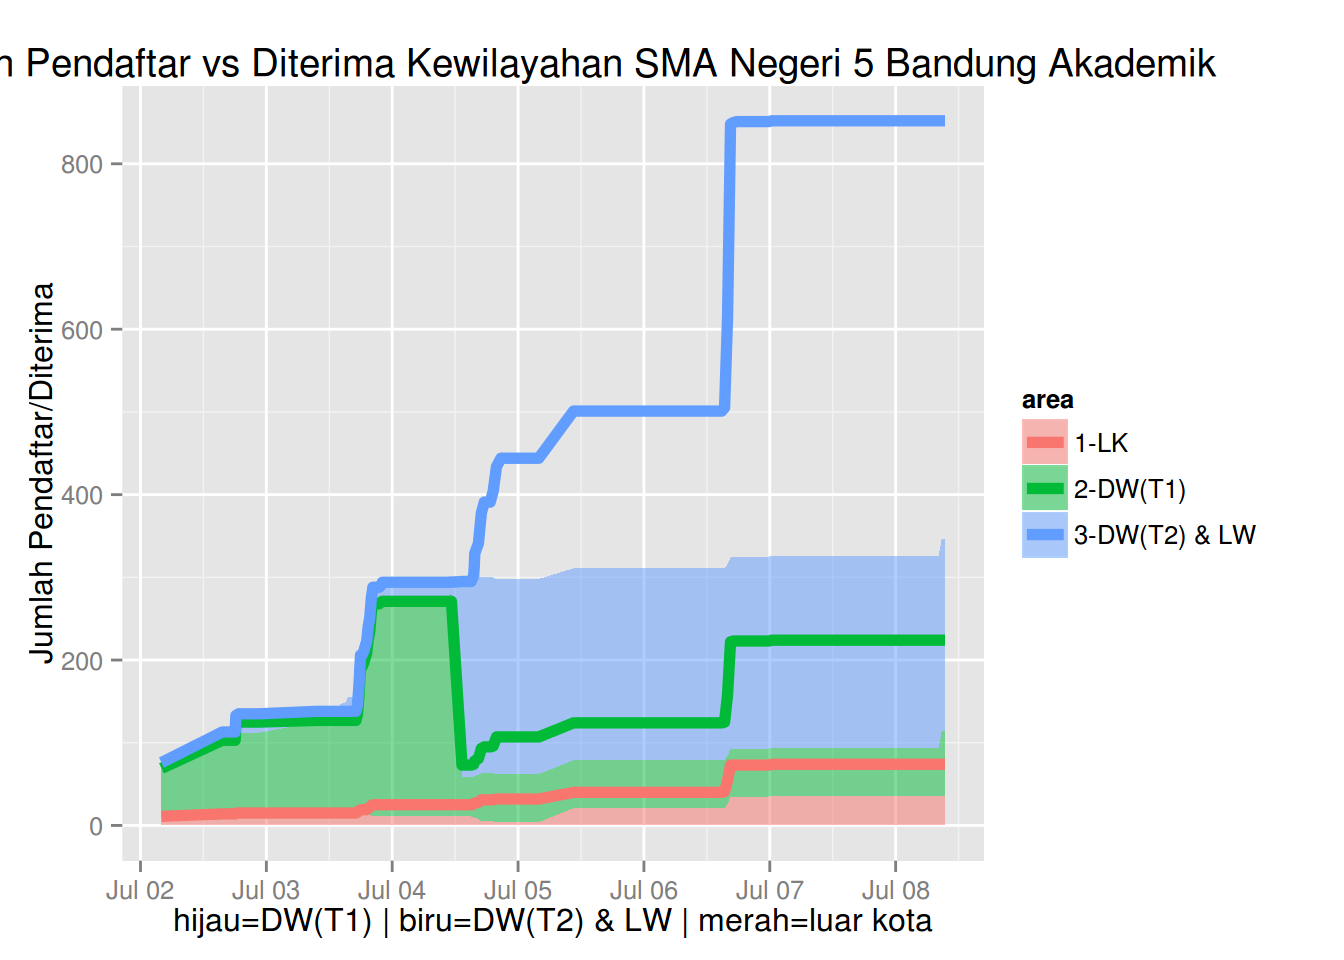 Pendaftar vs Diterima Kewilayahan SMA Negeri 5 Bandung Akademik
Jumlah Pendaftar/Diterima
800
600
400
200
0
Jul 02 Jul 03 Jul 04 Jul 05 Jul 06 Jul 07 Jul 08
hijau=DW(T1) | biru=DW(T2) & LW | merah=luar kota
area
1-LK
2-DW(T1)
3-DW(T2) & LW